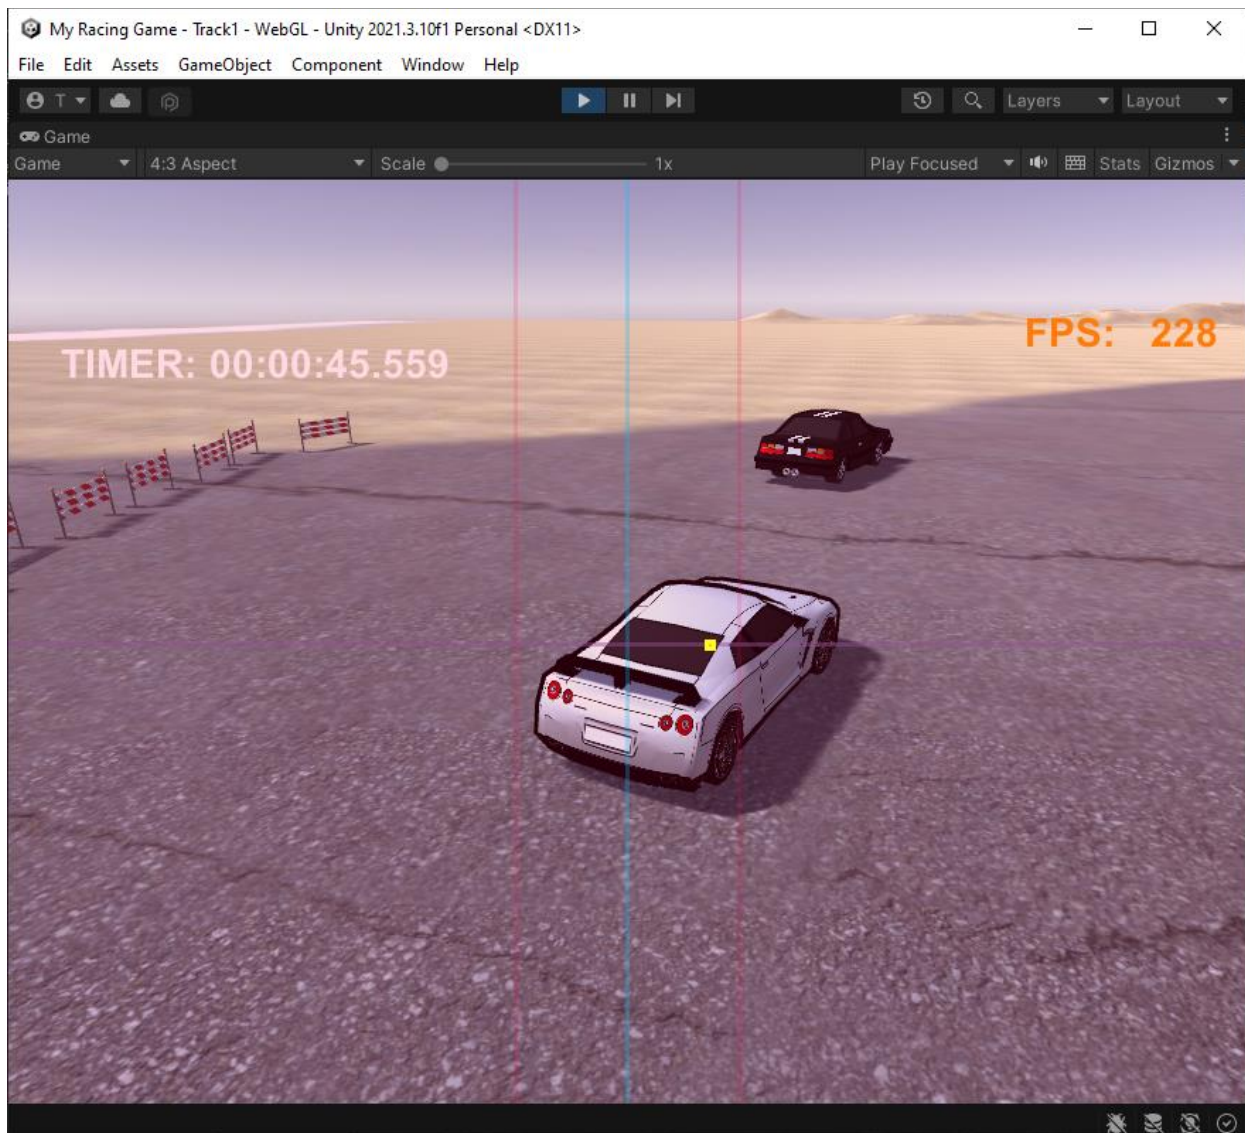 My Racing Game - Track1 - WebGL - Unity 2021.3.10f1 Personal <DX11>
File Edit Assets GameObject Component Window Help
T Layers Layout
Game
Game 4:3 Aspect Scale 1x Play Focused Stats Gizmos
FPS: 228
TIMER: 00:00:45.559